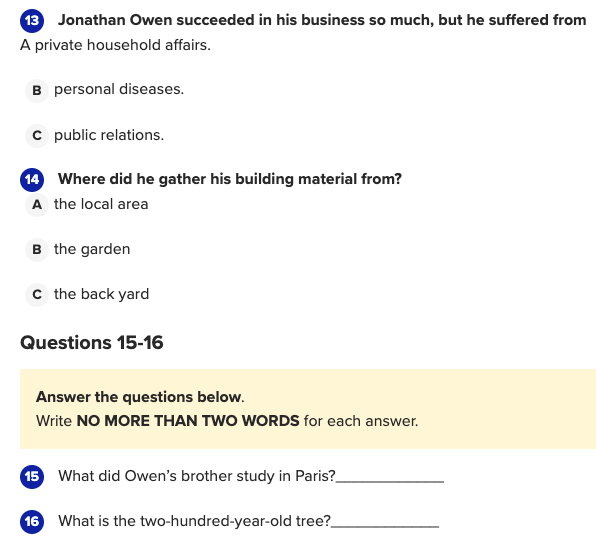 13 Jonathan Owen succeeded in his business so much, but he suffered from
A private household affairs.
B personal diseases.
C public relations.
14 Where did he gather his building material from?
A the local area
B the garden
C the back yard
Questions 15-16
Answer the questions below.
Write NO MORE THAN TWO WORDS for each answer.
15 What did Owen’s brother study in Paris?_____________
16 What is the two-hundred-year-old tree?_____________